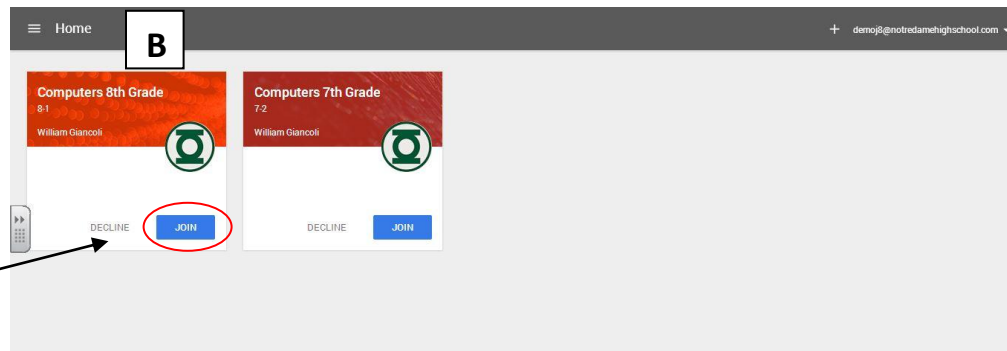 Home
B
+ demoj8@notredamehighschool.com
Computers 8th Grade
8-1
William Giancoli
DECLINE JOIN
Computers 7th Grade
7-2
William Giancoli
DECLINE JOIN